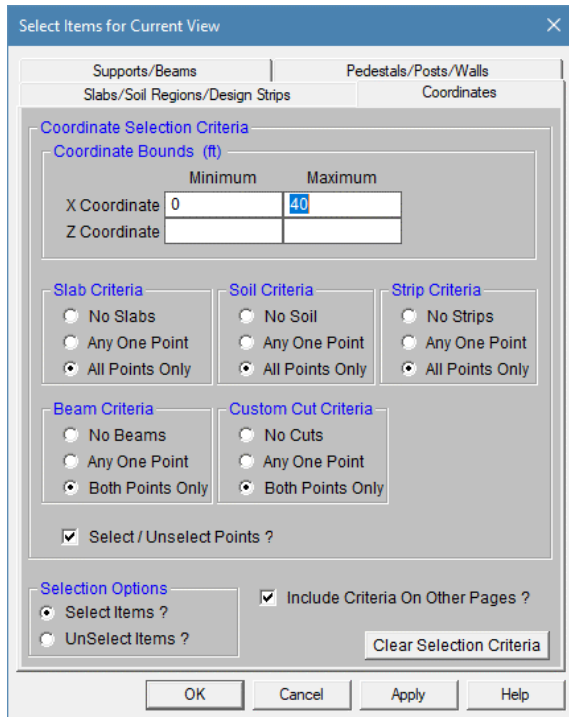 Select Items for Current View
Supports/Beams Pedestals/Posts/Walls
Slabs/Soil Regions/Design Strips Coordinates
Coordinate Selection Criteria
Coordinate Bounds (ft)
Minimum Maximum
X Coordinate 0 40
Z Coordinate
Slab Criteria Soil Criteria Strip Criteria
No Slabs No Soil No Strips
Any One Point Any One Point Any One Point
All Points Only All Points Only All Points Only
Beam Criteria Custom Cut Criteria
No Beams No Cuts
Any One Point Any One Point
Both Points Only Both Points Only
Select / Unselect Points ?
Selection Options
Select Items ? Include Criteria On Other Pages ?
UnSelect Items ? Clear Selection Criteria
OK Cancel Apply Help